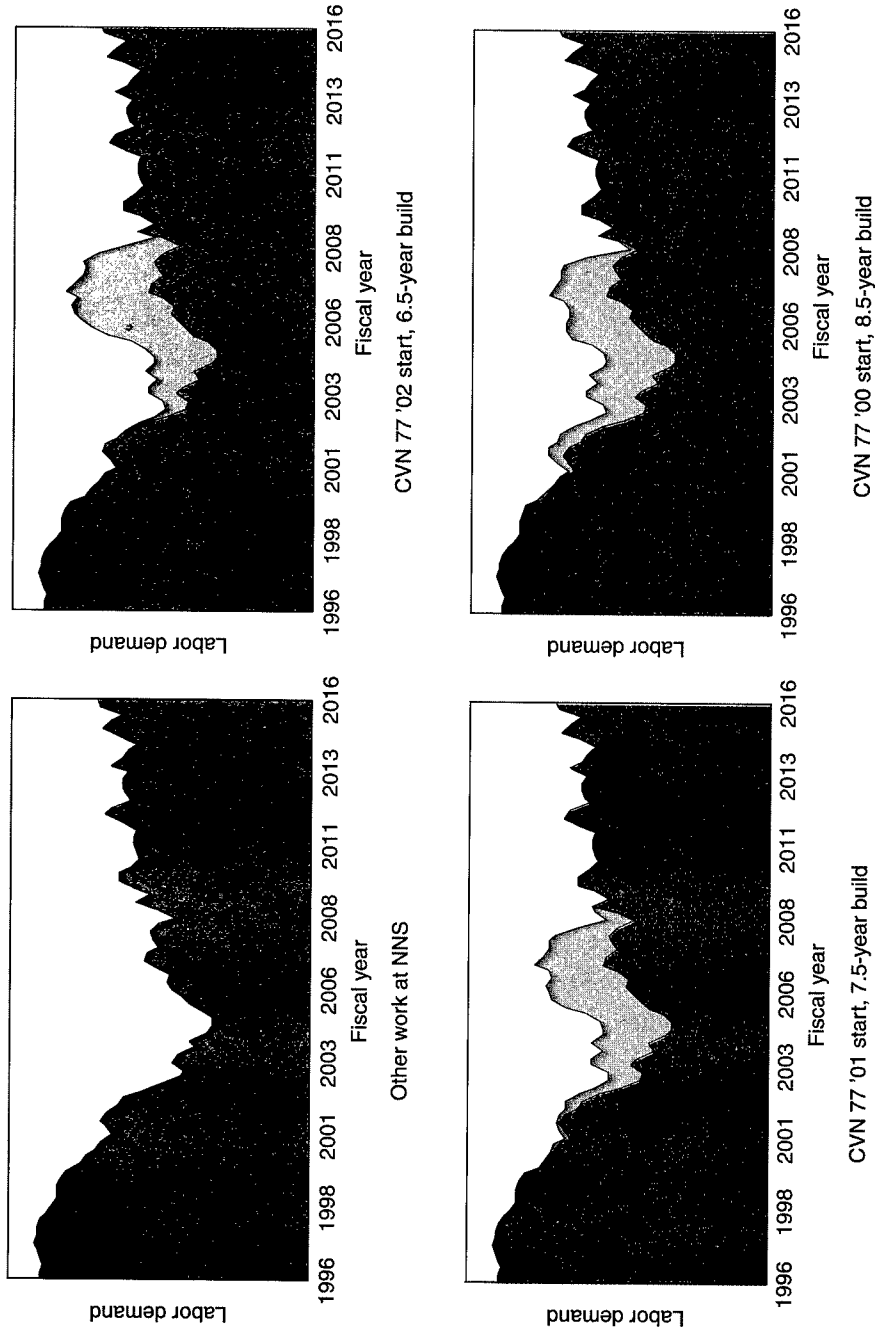 Labor demand
1996 1998 2001 2003 2006 2008 2011 2013 2016
Fiscal year
Other work at NNS
Labor demand
1996 1998 2001 2003 2006 2008 2011 2013 2016
Fiscal year
CVN 77 '02 start, 6.5-year build
Labor demand
1996 1998 2001 2003 2006 2008 2011 2013 2016
Fiscal year
CVN 77 '01 start, 7.5-year build
Labor demand
1996 1998 2001 2003 2006 2008 2011 2013 2016
Fiscal year
CVN 77 '00 start, 8.5-year build